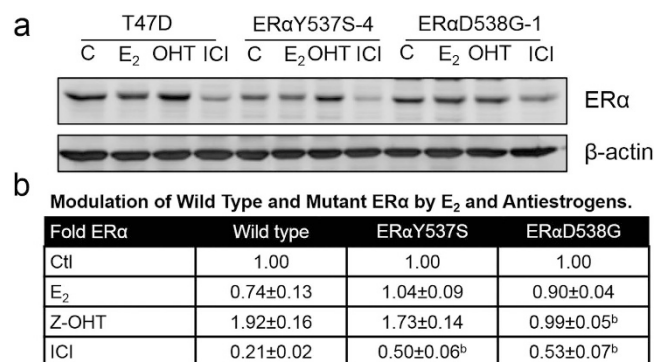 a
T47D ERαY537S-4 ERαD538G-1
C E₂ OHT ICI C E₂ OHT ICI C E₂ OHT ICI
ERα
β-actin
b
Modulation of Wild Type and Mutant ERα by E₂ and Antiestrogens.
Fold ERα Wild type ERαY537S ERαD538G
Ctl 1.00 1.00 1.00
E₂ 0.74±0.13 1.04±0.09 0.90±0.04
Z-OHT 1.92±0.16 1.73±0.14 0.99±0.05ᵇ
ICI 0.21±0.02 0.50±0.06ᵇ 0.53±0.07ᵇ